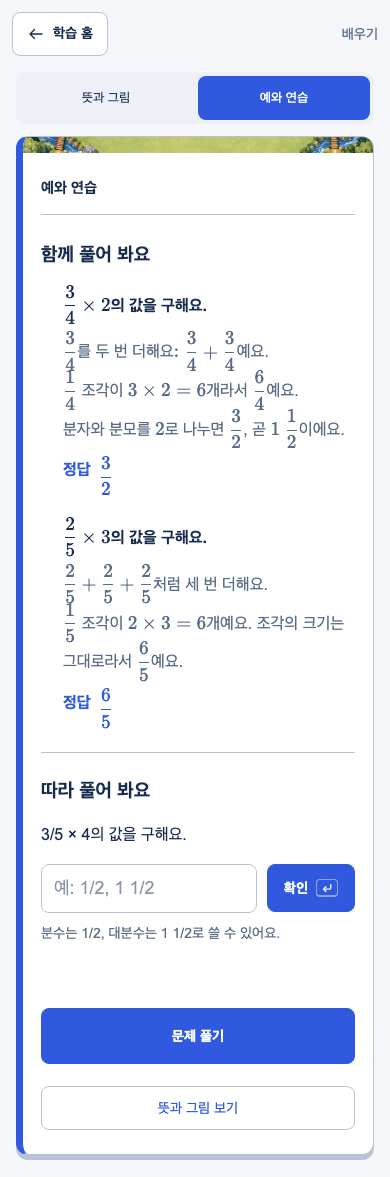 ← 학습 홈
배우기
뜻과 그림
예와 연습
예와 연습
함께 풀어 봐요
3/4 × 2의 값을 구해요.
3/4를 두 번 더해요: 3/4 + 3/4예요.
1/4 조각이 3 × 2 = 6개라서 6/4예요.
분자와 분모를 2로 나누면 3/2, 곧 1 1/2이에요.
정답 3/2
2/5 × 3의 값을 구해요.
2/5 + 2/5 + 2/5처럼 세 번 더해요.
1/5 조각이 2 × 3 = 6개예요. 조각의 크기는
그대로라서 6/5예요.
정답 6/5
따라 풀어 봐요
3/5 × 4의 값을 구해요.
예: 1/2, 1 1/2
확인 ↵
분수는 1/2, 대분수는 1 1/2로 쓸 수 있어요.
문제 풀기
뜻과 그림 보기